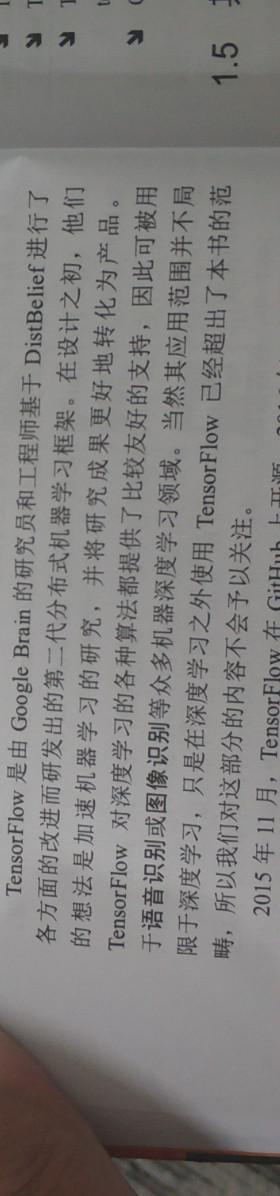 TensorFlow 是由 Google Brain 的研究员和工程师基于 DistBelief 进行了
各方面的改进而研发出的第二代分布式机器学习框架。在设计之初，他们
的想法是加速机器学习的研究，并将研究成果更好地转化为产品。
TensorFlow 对深度学习的各种算法都提供了比较友好的支持，因此可被用
于语音识别或图像识别等众多机器深度学习领域。当然其应用范围并不局
限于深度学习，只是在深度学习之外使用 TensorFlow 已经超出了本书的范
畴，所以我们对这部分的内容不会予以关注。
2015 年 11 月，TensorFlow 在 GitHub 上开源
1.5